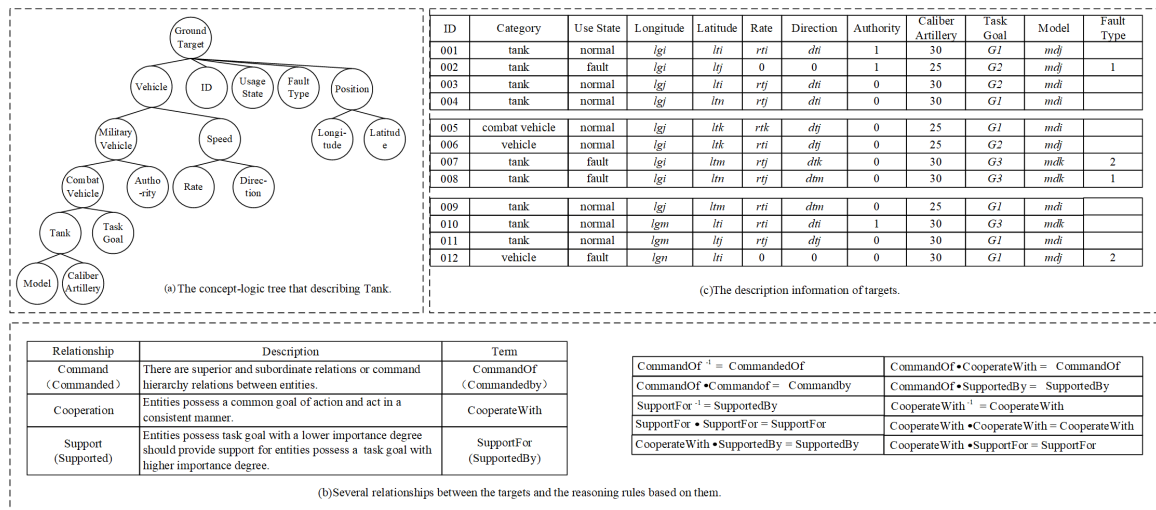 Ground
Target
Vehicle
ID
Usage
State
Fault
Type
Position
Military
Vehicle
Speed
Longi-
tude
Latitud
e
Combat
Vehicle
Autho
-rity
Rate
Direc-
tion
Tank
Task
Goal
Model
Caliber
Artillery
(a) The concept-logic tree that describing Tank.
ID Category Use State Longitude Latitude Rate Direction Authority Caliber Artillery Task Goal Model Fault Type
001 tank normal lgi lti rti dti 1 30 G1 mdj
002 tank fault lgi ltj 0 0 1 25 G2 mdj 1
003 tank normal lgj lti rtj dti 0 30 G2 mdi
004 tank normal lgi ltn rtj dti 0 30 G1 mdi
005 combat vehicle normal lgj ltk rtk dtj 0 25 G1 mdi
006 vehicle normal lgi ltk rti dtj 0 25 G2 mdj
007 tank fault lgi ltm rtj dtk 0 30 G3 mdk 2
008 tank fault lgi ltn rtj dtm 0 30 G3 mdk 1
009 tank normal lgj ltm rti dtm 0 25 G1 mdi
010 tank normal lgm lti rti dti 1 30 G3 mdk
011 tank normal lgm ltj rtj dtj 0 30 G1 mdi
012 vehicle fault lgn lti 0 0 0 30 G1 mdj 2
(c)The description information of targets.
Relationship Description Term
Command
(Commanded)
There are superior and subordinate relations or command
hierarchy relations between entities.
CommandOf
(Commandedby)
Cooperation
Entities possess a common goal of action and act in a
consistent manner.
CooperateWith
Support
(Supported)
Entities possess task goal with a lower importance degree
should provide support for entities possess a task goal with
higher importance degree.
SupportFor
(SupportedBy)
CommandOf -1 = CommandedOf
CommandOf •CooperateWith = CommandOf
CommandOf •Commandof = Commandby
CommandOf •SupportedBy = SupportedBy
SupportFor -1 = SupportedBy
CooperateWith -1 = CooperateWith
SupportFor • SupportFor = SupportFor
CooperateWith •CooperateWith = CooperateWith
CooperateWith •SupportedBy = SupportedBy
CooperateWith •SupportFor = SupportFor
(b)Several relationships between the targets and the reasoning rules based on them.